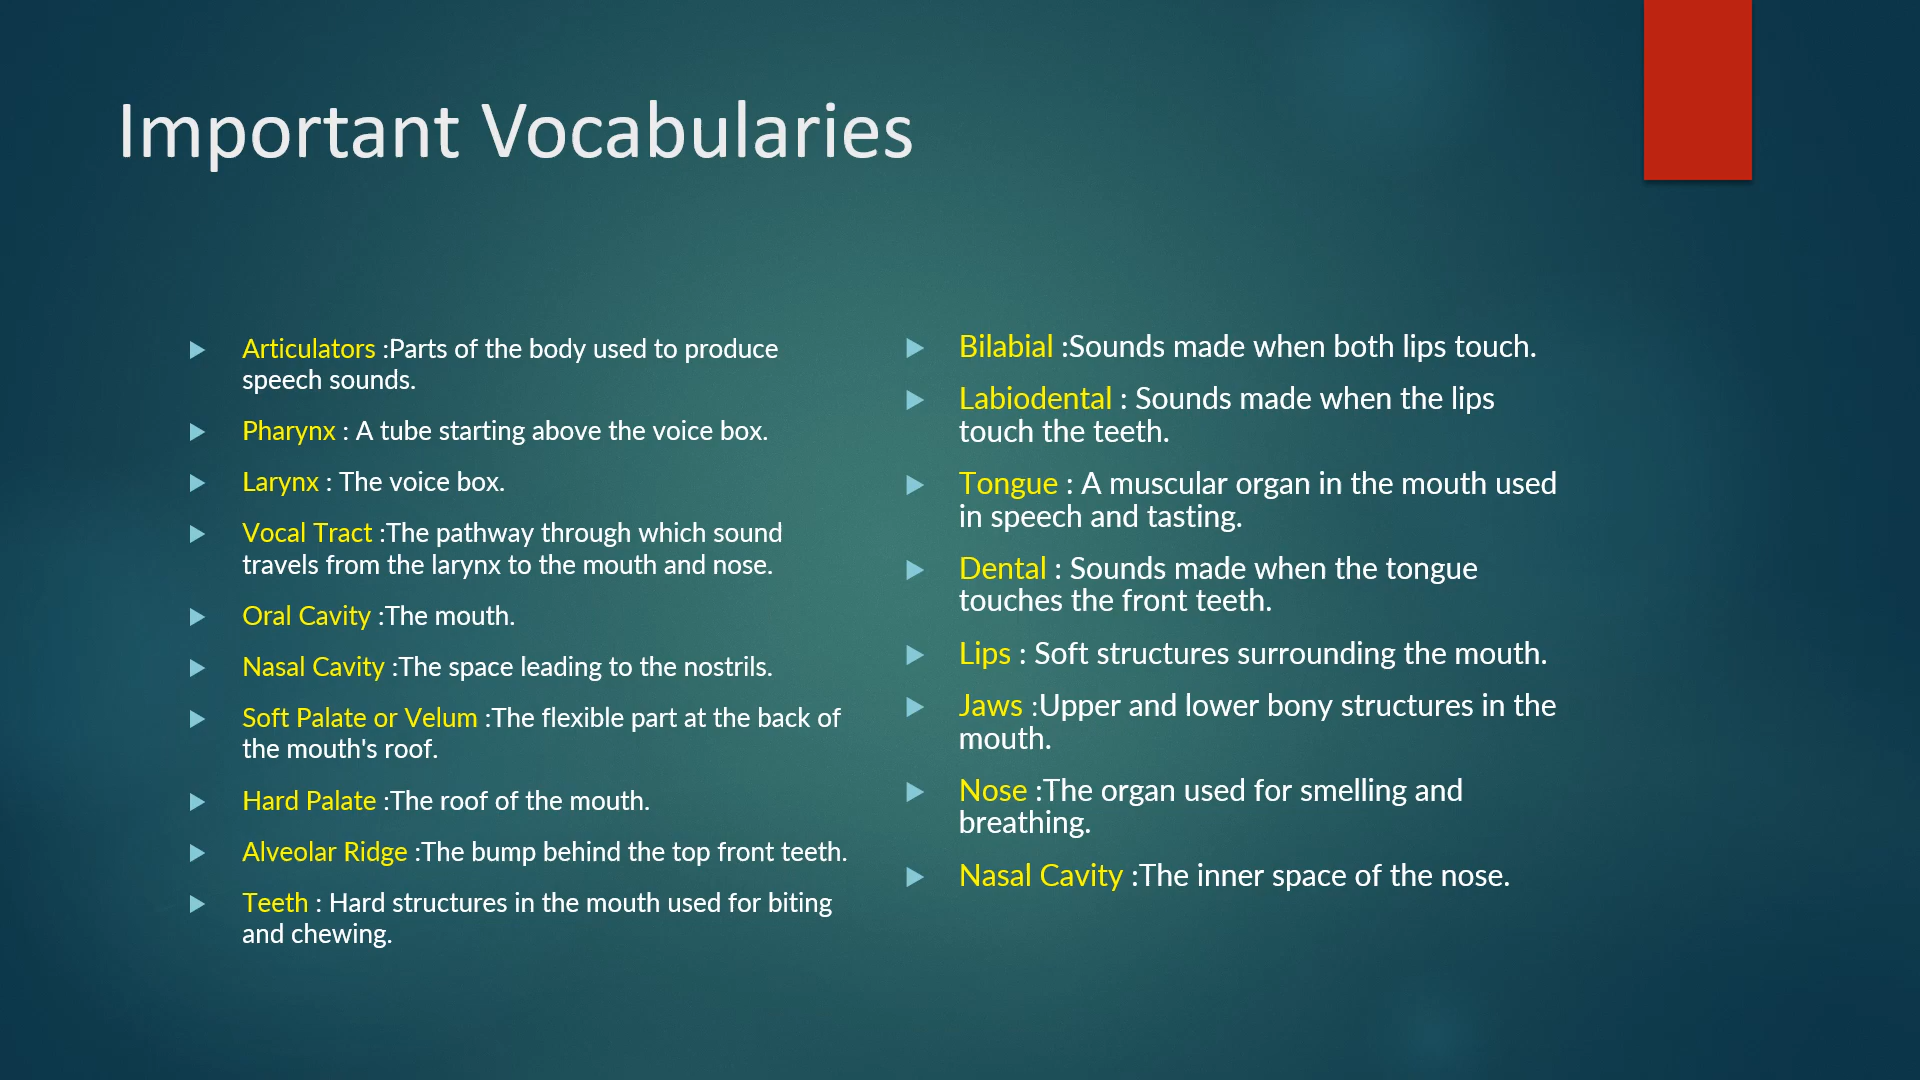 Important Vocabularies
Articulators :Parts of the body used to produce
speech sounds.
Pharynx : A tube starting above the voice box.
Larynx : The voice box.
Vocal Tract :The pathway through which sound
travels from the larynx to the mouth and nose.
Oral Cavity :The mouth.
Nasal Cavity :The space leading to the nostrils.
Soft Palate or Velum :The flexible part at the back of
the mouth's roof.
Hard Palate :The roof of the mouth.
Alveolar Ridge :The bump behind the top front teeth.
Teeth : Hard structures in the mouth used for biting
and chewing.
Bilabial :Sounds made when both lips touch.
Labiodental : Sounds made when the lips
touch the teeth.
Tongue : A muscular organ in the mouth used
in speech and tasting.
Dental : Sounds made when the tongue
touches the front teeth.
Lips : Soft structures surrounding the mouth.
Jaws :Upper and lower bony structures in the
mouth.
Nose :The organ used for smelling and
breathing.
Nasal Cavity :The inner space of the nose.